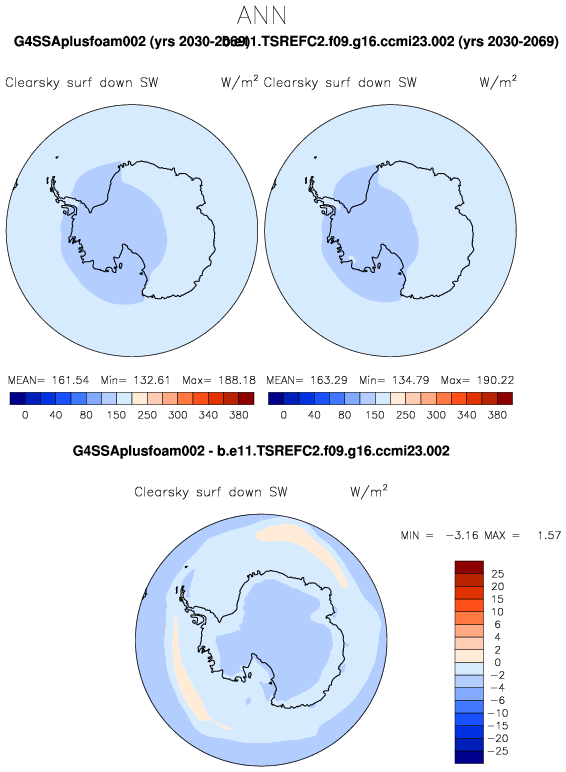 ANN
G4SSAplusfoam002 (yrs 2030-2069) b.e11.TSREFC2.f09.g16.ccmi23.002 (yrs 2030-2069)
Clearsky surf down SW W/m² Clearsky surf down SW W/m²
MEAN= 161.54 Min= 132.61 Max= 188.18 MEAN= 163.29 Min= 134.79 Max= 190.22
0 40 80 150 250 300 340 380 0 40 80 150 250 300 340 380
G4SSAplusfoam002 - b.e11.TSREFC2.f09.g16.ccmi23.002
Clearsky surf down SW W/m²
MIN = -3.16 MAX = 1.57
25
20
15
10
6
4
2
0
-2
-4
-6
-10
-15
-20
-25